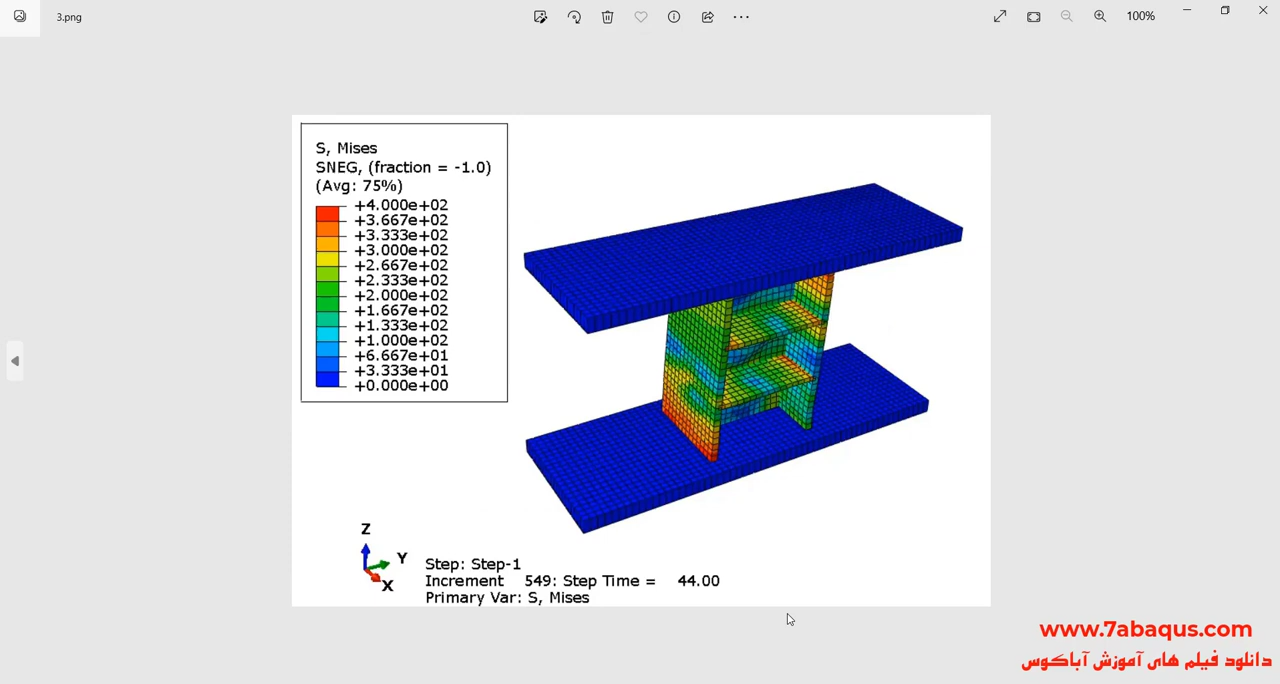 3.png
100%
S, Mises
SNEG, (fraction = -1.0)
(Avg: 75%)
+4.000e+02
+3.667e+02
+3.333e+02
+3.000e+02
+2.667e+02
+2.333e+02
+2.000e+02
+1.667e+02
+1.333e+02
+1.000e+02
+6.667e+01
+3.333e+01
+0.000e+00
Z
Y
X
Step: Step-1
Increment 549: Step Time = 44.00
Primary Var: S, Mises
www.7abaqus.com
دانلود فیلم های آموزش آباکوس